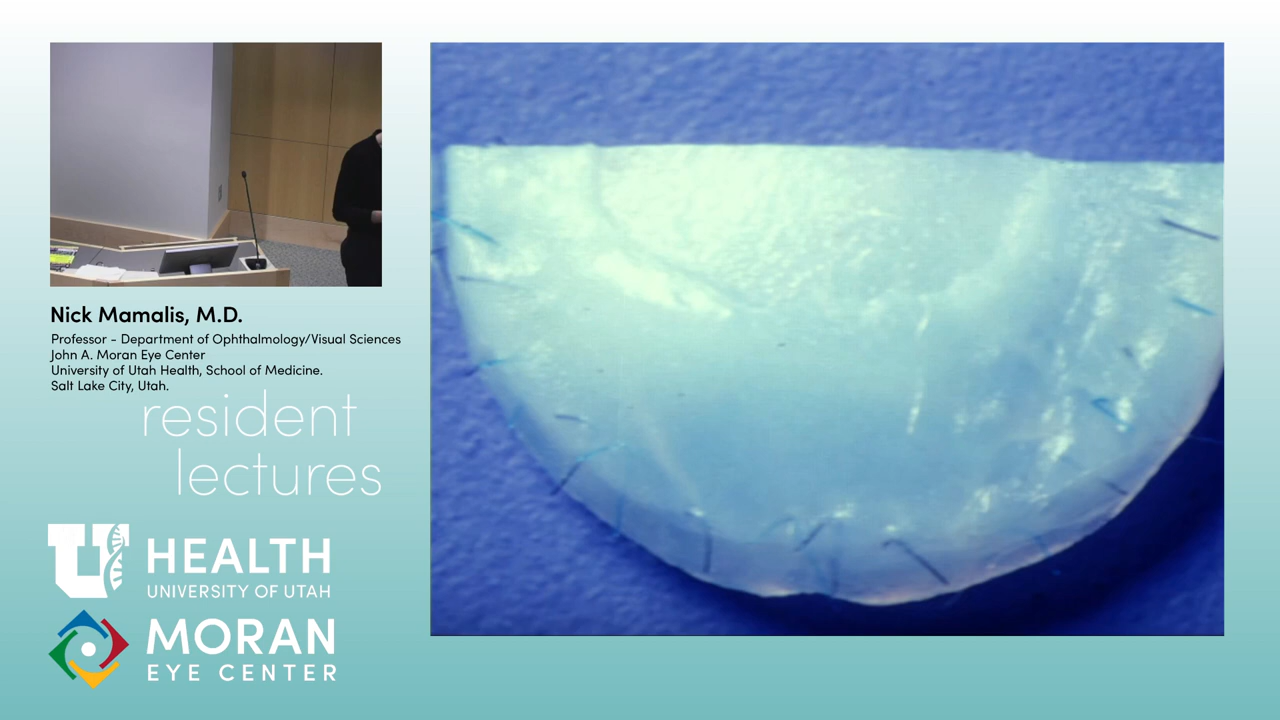 Nick Mamalis, M.D.
Professor - Department of Ophthalmology/Visual Sciences
John A. Moran Eye Center
University of Utah Health, School of Medicine.
Salt Lake City, Utah.
resident
lectures
U HEALTH
UNIVERSITY OF UTAH
MORAN
EYE CENTER